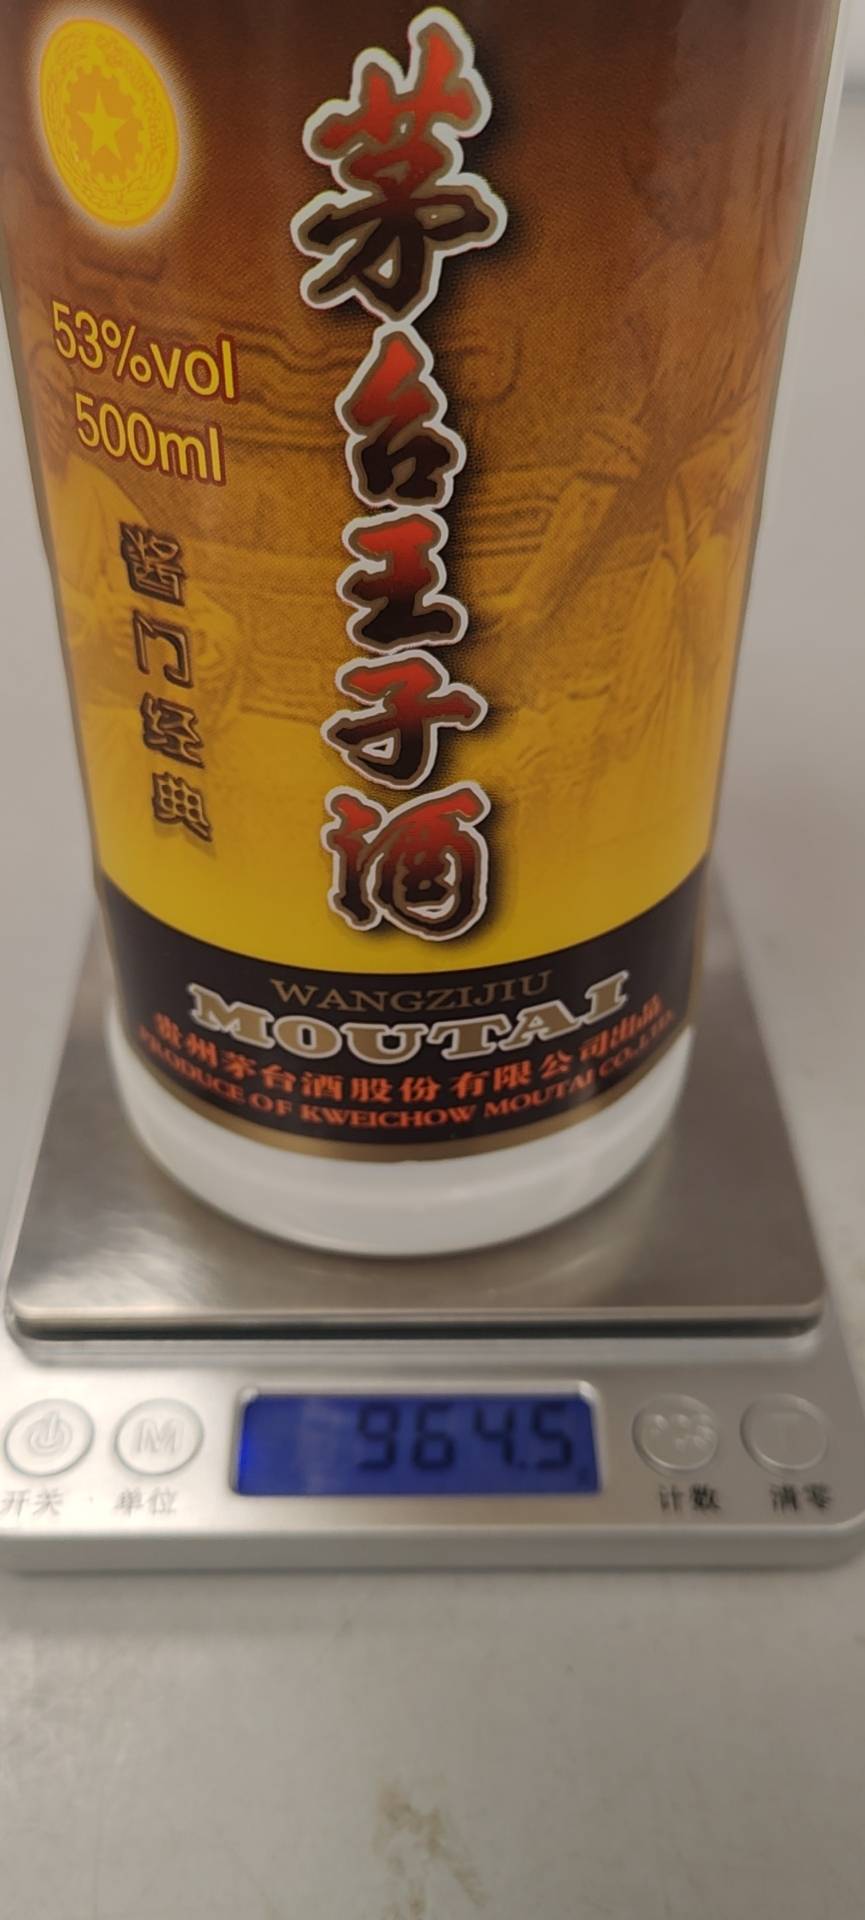 53%vol
500ml
酱门经典
茅台王子酒
WANGZIJIU
MOUTAI
贵州茅台酒股份有限公司出品
PRODUCE OF KWEICHOW MOUTAI CO.,LTD.
964.5
M
开关
单位
计数
清零